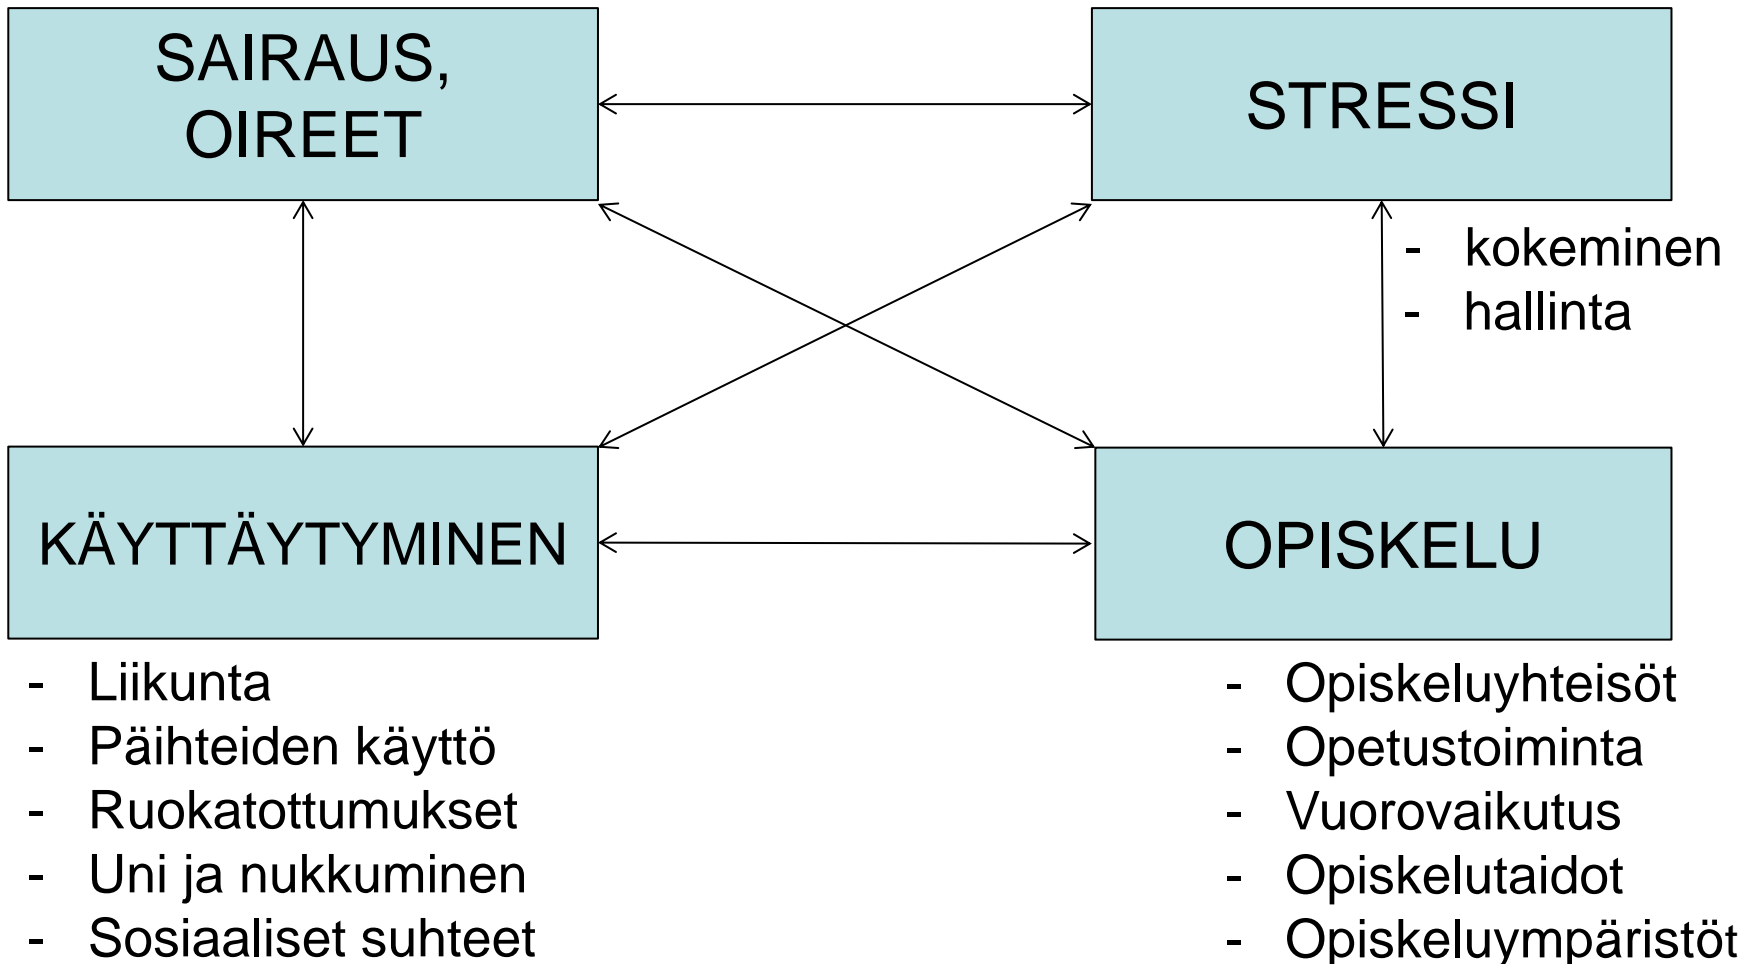 SAIRAUS,
OIREET
STRESSI
- kokeminen
- hallinta
KÄYTTÄYTYMINEN
- Liikunta
- Päihteiden käyttö
- Ruokatottumukset
- Uni ja nukkuminen
- Sosiaaliset suhteet
OPISKELU
- Opiskeluyhteisöt
- Opetustoiminta
- Vuorovaikutus
- Opiskelutaidot
- Opiskeluympäristöt